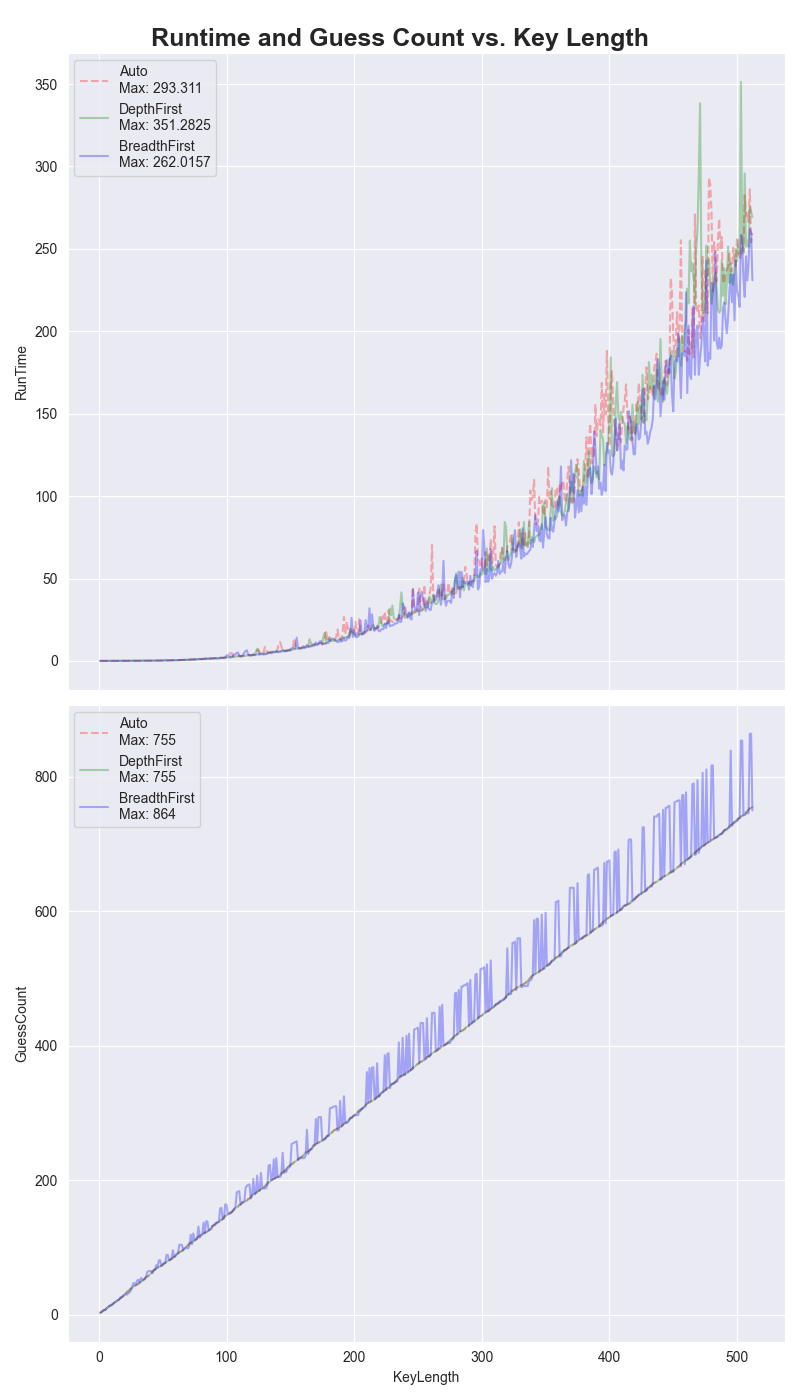 Runtime and Guess Count vs. Key Length
Auto
Max: 293.311
DepthFirst
Max: 351.2825
BreadthFirst
Max: 262.0157
350
300
250
200
150
100
50
0
RunTime
Auto
Max: 755
DepthFirst
Max: 755
BreadthFirst
Max: 864
800
600
400
200
0
GuessCount
0 100 200 300 400 500
KeyLength